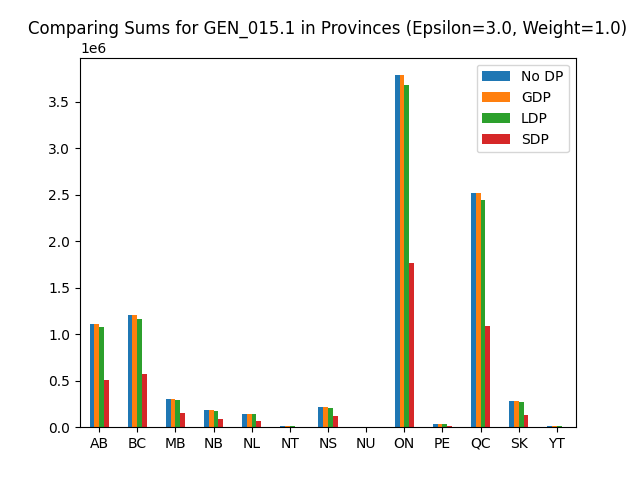 Comparing Sums for GEN_015.1 in Provinces (Epsilon=3.0, Weight=1.0)
1e6
No DP
GDP
LDP
SDP
3.5
3.0
2.5
2.0
1.5
1.0
0.5
0.0
AB BC MB NB NL NT NS NU ON PE QC SK YT